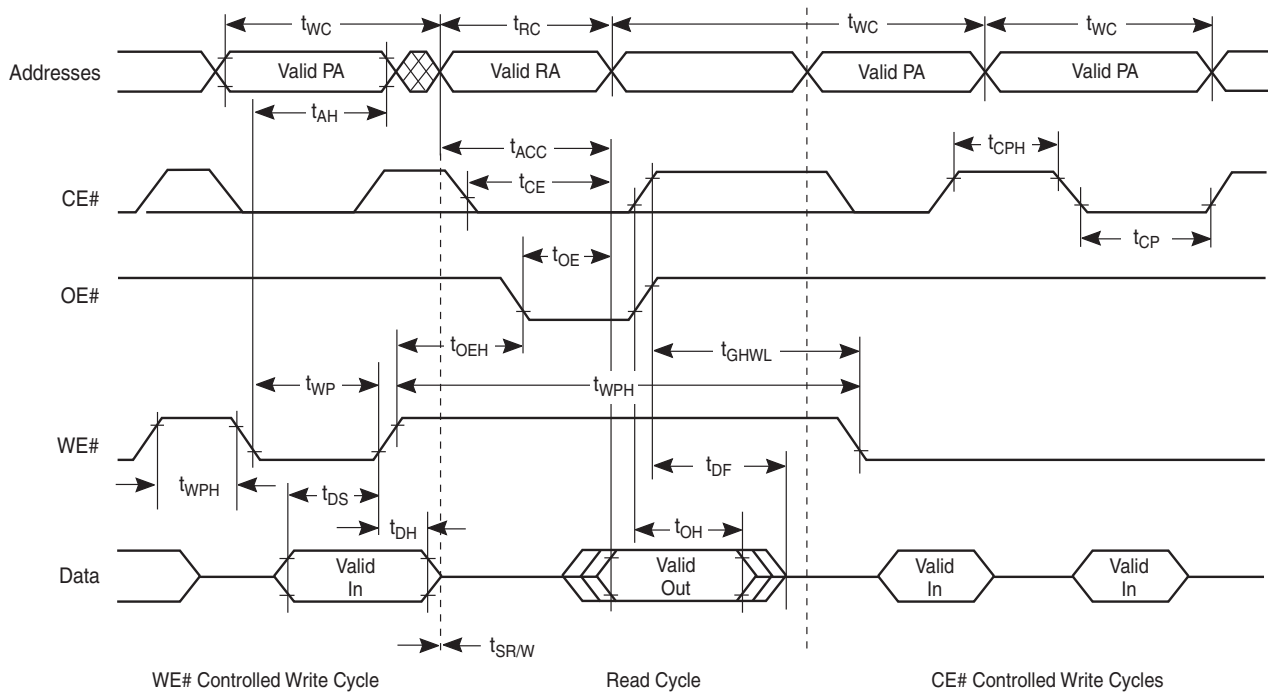 tWC tRC tWC tWC
Addresses Valid PA Valid RA Valid PA Valid PA
tAH
tACC tCPH
tCE
CE#
tOE tCP
OE#
tOEH tGHWL
tWP tWPH
WE#
tDF
tWPH tDS
tDH tOH
Data Valid In Valid Out Valid In Valid In
tSR/W
WE# Controlled Write Cycle Read Cycle CE# Controlled Write Cycles